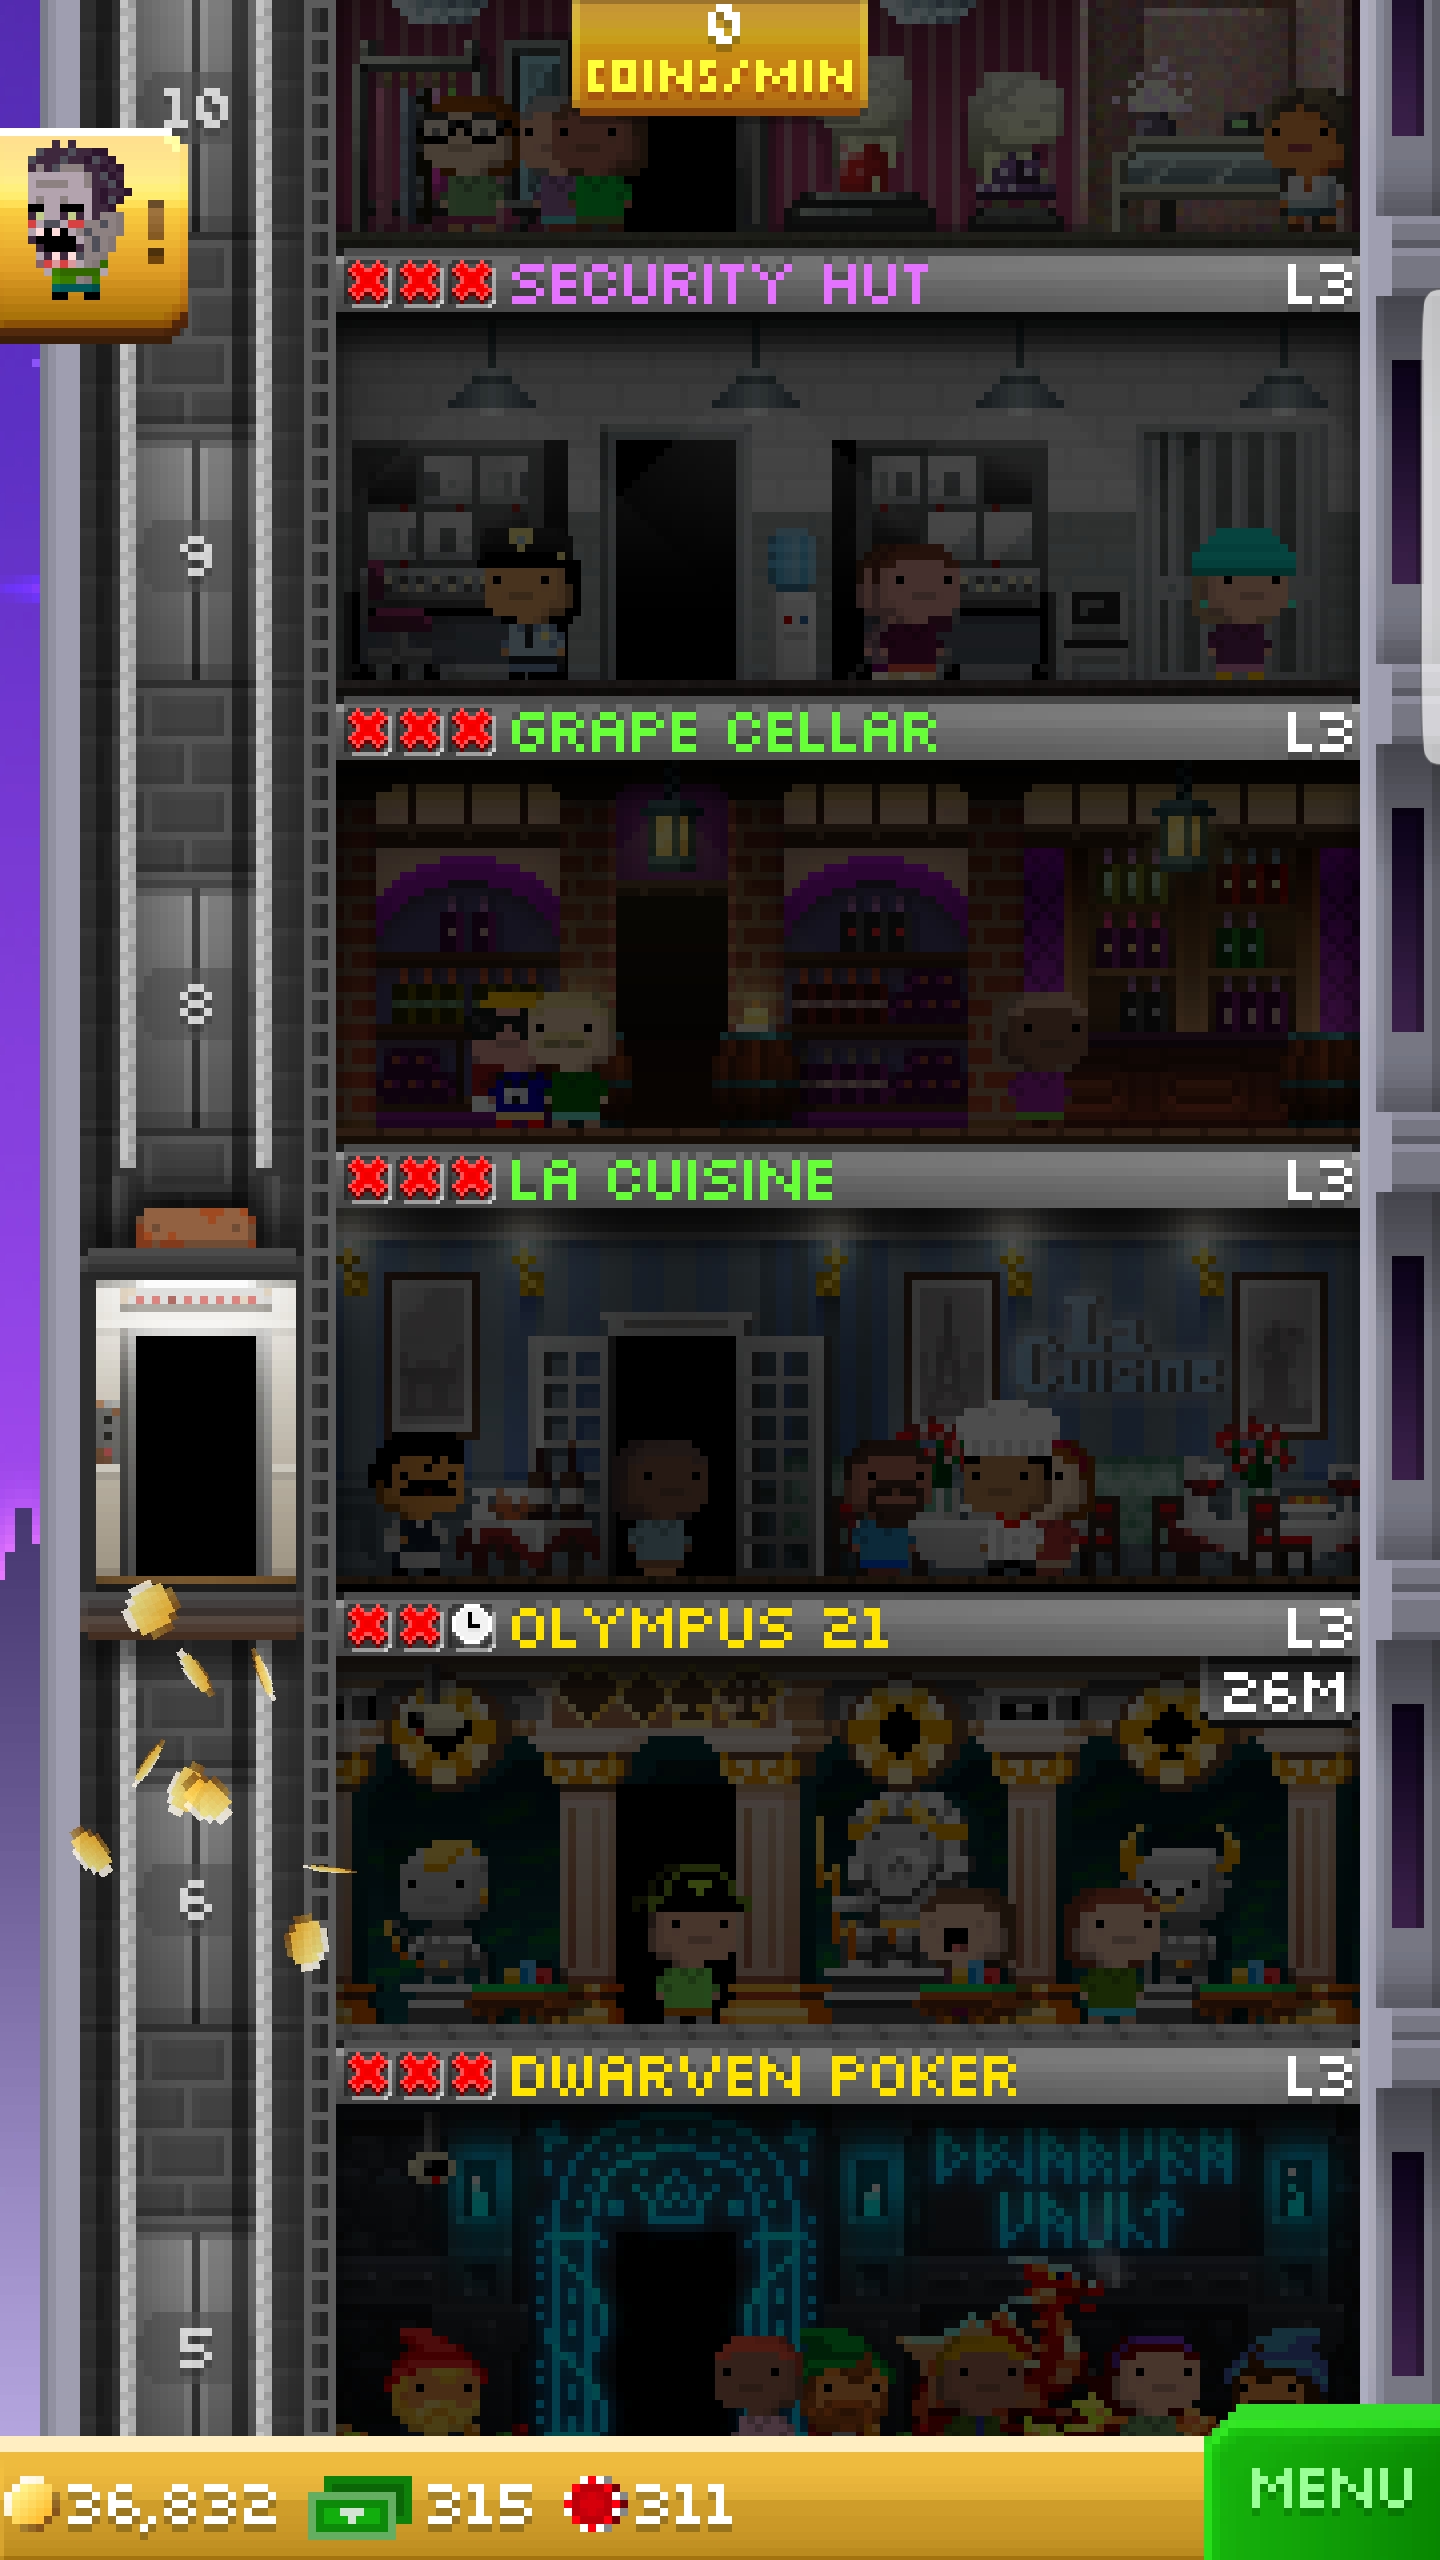 0
COINS/MIN
10
!
SECURITY HUT L3
9
GRAPE CELLAR L3
8
LA CUISINE L3
La
Cuisine
OLYMPUS 21 L3
26M
6
DWARVEN POKER L3
DWARVEN
VAULT
5
36,832 315 311
MENU